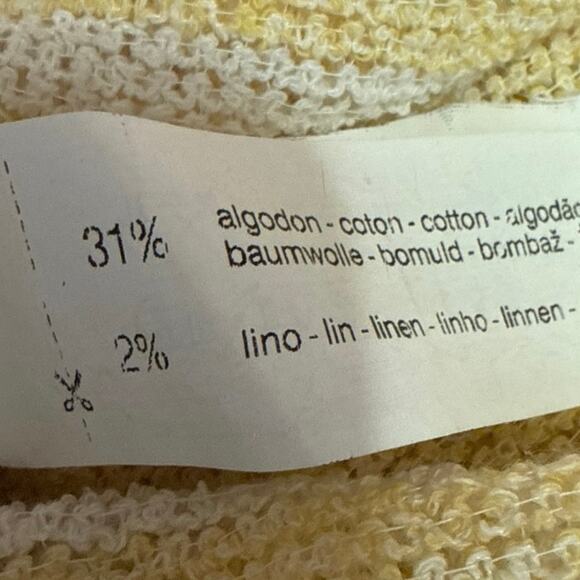 31% algodon - coton - cotton - algodão
baumwolle - bomuld - bombaž -
2% lino - lin - linen - linho - linnen -